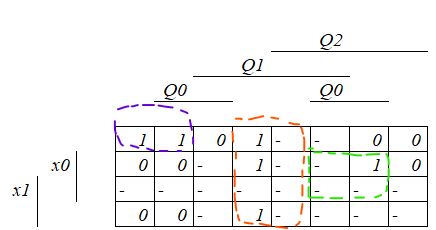 Q2
Q1
Q0 Q0
1 1 0 1 - - 0 0
x0 0 0 - 1 - - 1 0
x1 - - - - - - - -
0 0 - 1 - - - -